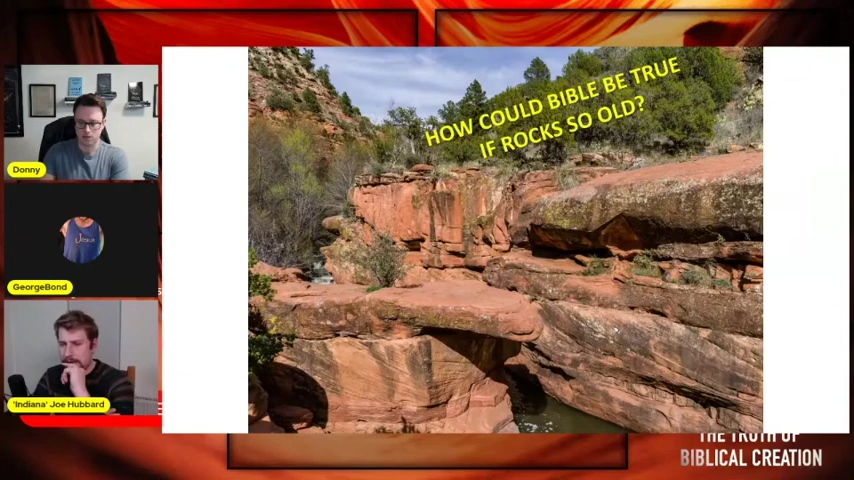 HOW COULD BIBLE BE TRUE
IF ROCKS SO OLD?
Donny
GeorgeBond
'Indiana' Joe Hubbard
THE TRUTH OF
BIBLICAL CREATION